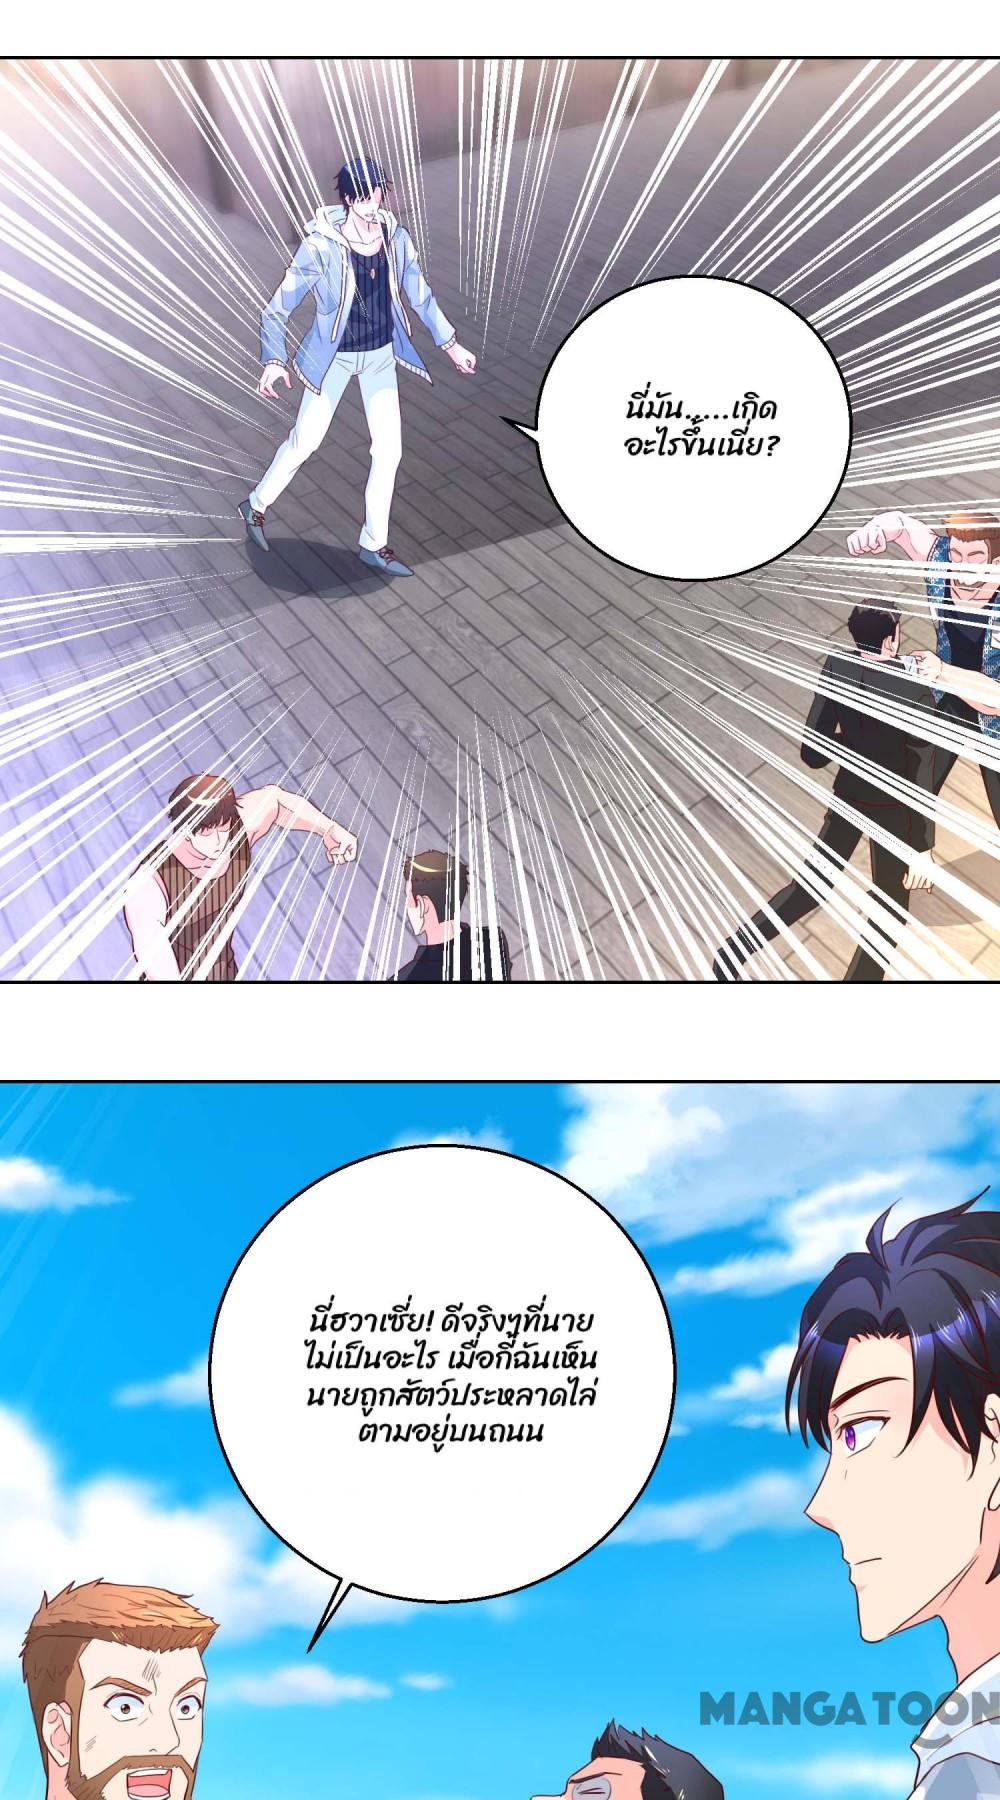 นี่มัน.....เกิด
อะไรขึ้นเนี่ย?
นี่ฮวาเซี่ย! ดีจริงๆที่นาย
ไม่เป็นอะไร เมื่อกี้ฉันเห็น
นายถูกสัตว์ประหลาดไล่
ตามอยู่บนถนน
MANGA TOON